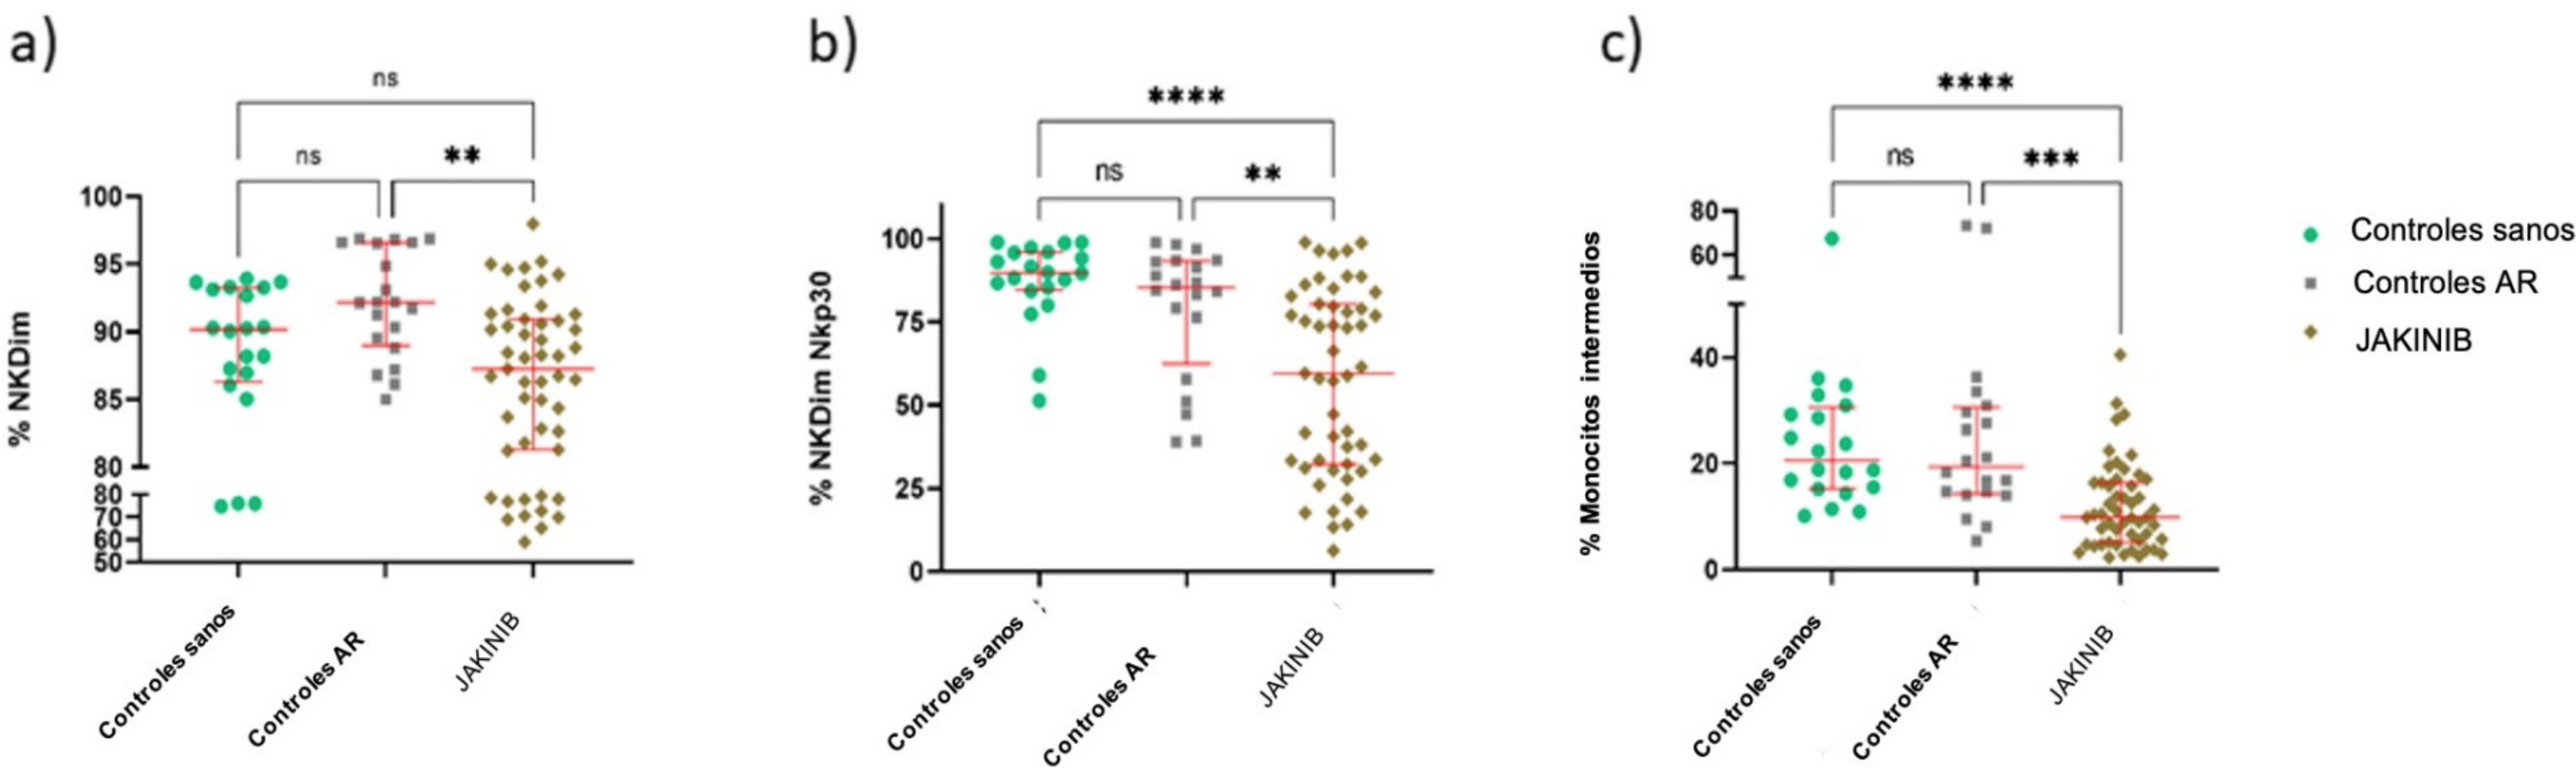 a)
ns
ns
**
% NKDim
100
95
90
85
80
80
70
60
50
Controles sanos
Controles AR
JAKINIB
b)
****
ns
**
% NKDim Nkp30
100
75
50
25
0
Controles sanos
Controles AR
JAKINIB
c)
****
ns
***
% Monocitos intermedios
80
60
40
20
0
Controles sanos
Controles AR
JAKINIB
Controles sanos
Controles AR
JAKINIB